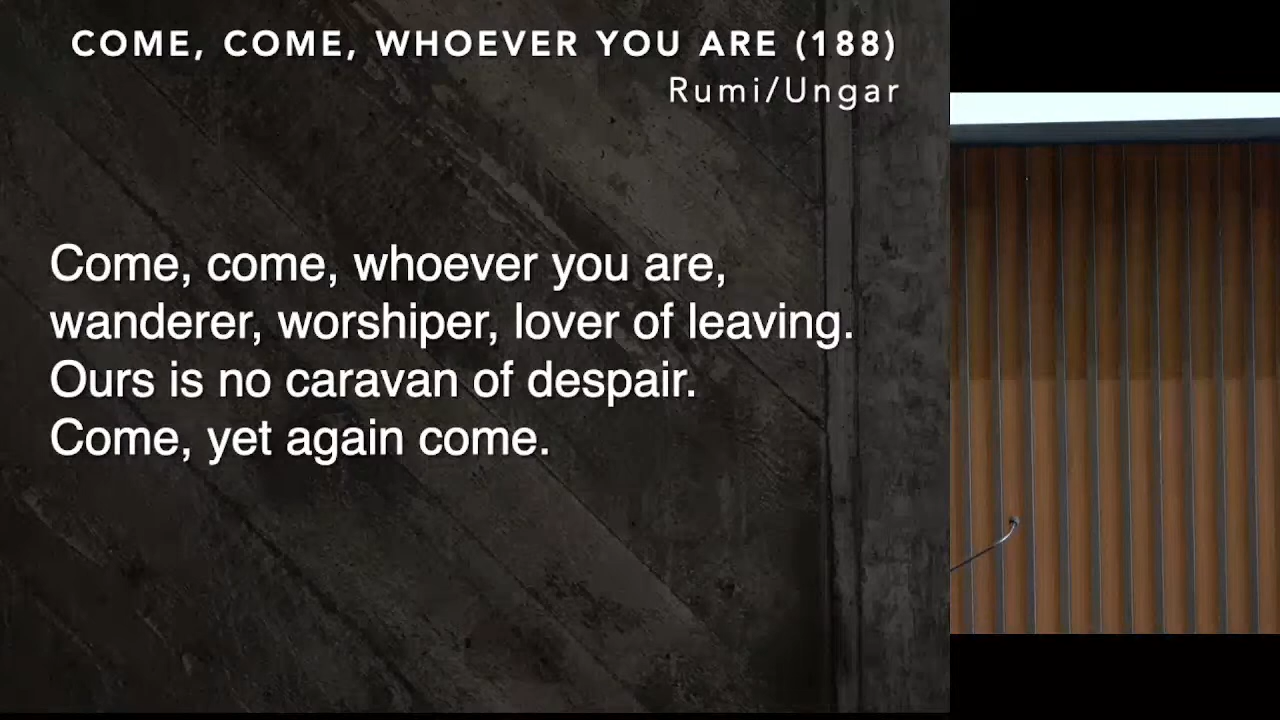 COME, COME, WHOEVER YOU ARE (188)
Rumi/Ungar
Come, come, whoever you are,
wanderer, worshiper, lover of leaving.
Ours is no caravan of despair.
Come, yet again come.